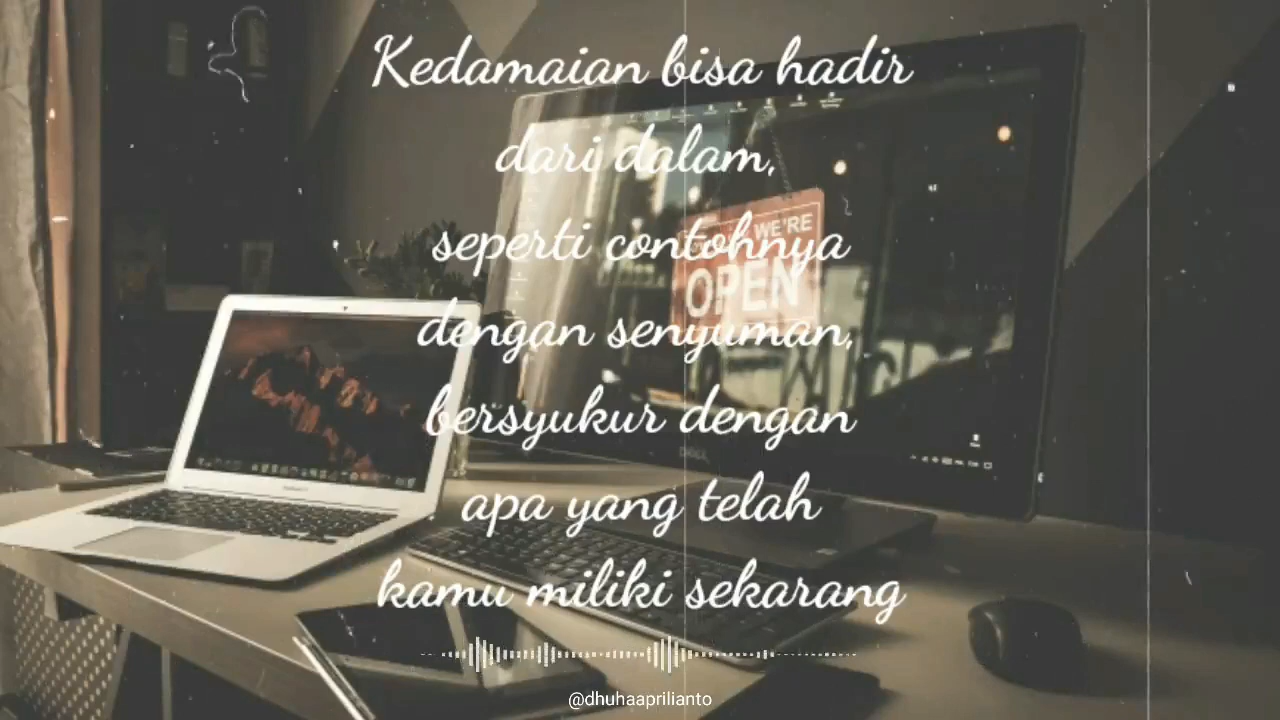 Kedamaian bisa hadir
dari dalam,
seperti contohnya
dengan senyuman,
bersyukur dengan
apa yang telah
kamu miliki sekarang
WE'RE
OPEN
DELL
@dhuhaaprilianto